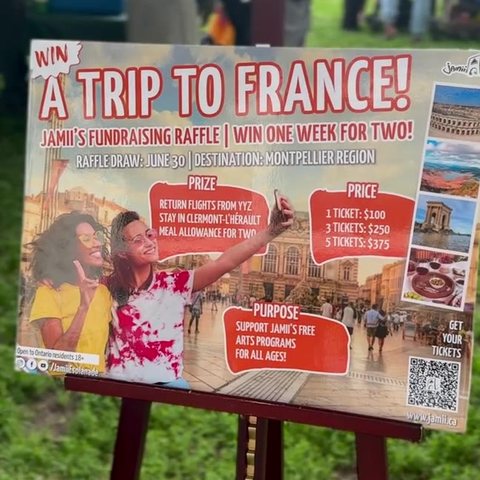 WIN
A TRIP TO FRANCE!
Jamii
JAMII'S FUNDRAISING RAFFLE | WIN ONE WEEK FOR TWO!
RAFFLE DRAW: JUNE 30 | DESTINATION: MONTPELLIER REGION
PRIZE
RETURN FLIGHTS FROM YYZ
STAY IN CLERMONT-L'HÉRAULT
MEAL ALLOWANCE FOR TWO
PRICE
1 TICKET: $100
3 TICKETS: $250
5 TICKETS: $375
PURPOSE
SUPPORT JAMII'S FREE
ARTS PROGRAMS
FOR ALL AGES!
GET
YOUR
TICKETS
www.jamii.ca
Open to Ontario residents 18+
/Jamiiesplanade